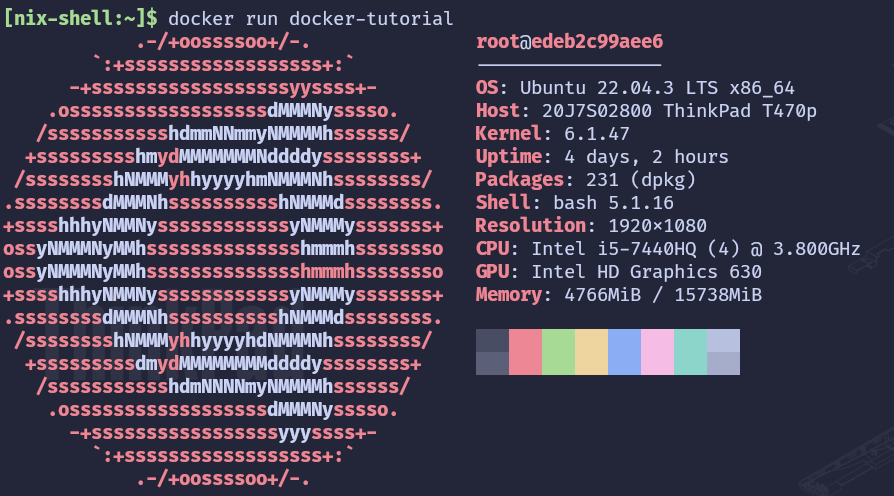 [nix-shell:~]$ docker run docker-tutorial
            .-/+oossssoo+/-.               root@edeb2c99aee6
        `:+ssssssssssssssssss+:`           -----------------
      -+ssssssssssssssssssyyssss+-         OS: Ubuntu 22.04.3 LTS x86_64
    .ossssssssssssssssssdMMMNysssso.       Host: 20J7S02800 ThinkPad T470p
   /ssssssssssshdmmNNmmyNMMMMhssssss/      Kernel: 6.1.47
  +ssssssssshmydMMMMMMMNddddyssssssss+     Uptime: 4 days, 2 hours
 /sssssssshNMMMyhhyyyyhmNMMMNhssssssss/    Packages: 231 (dpkg)
.ssssssssdMMMNhsssssssssshNMMMdssssssss.   Shell: bash 5.1.16
+sssshhhyNMMNyssssssssssssyNMMMysssssss+   Resolution: 1920x1080
ossyNMMMNyMMhsssssssssssssshmmmhssssssso   CPU: Intel i5-7440HQ (4) @ 3.800GHz
ossyNMMMNyMMhsssssssssssssshmmmhssssssso   GPU: Intel HD Graphics 630
+sssshhhyNMMNyssssssssssssyNMMMysssssss+   Memory: 4766MiB / 15738MiB
.ssssssssdMMMNhsssssssssshNMMMdssssssss.
 /sssssssshNMMMyhhyyyyhdNMMMNhssssssss/
  +sssssssssdmydMMMMMMMMddddyssssssss+
   /ssssssssssshdmNNNNmyNMMMMhssssss/
    .ossssssssssssssssssdMMMNysssso.
      -+sssssssssssssssssyyyssss+-
        `:+ssssssssssssssssss+:`
            .-/+oossssoo+/-.